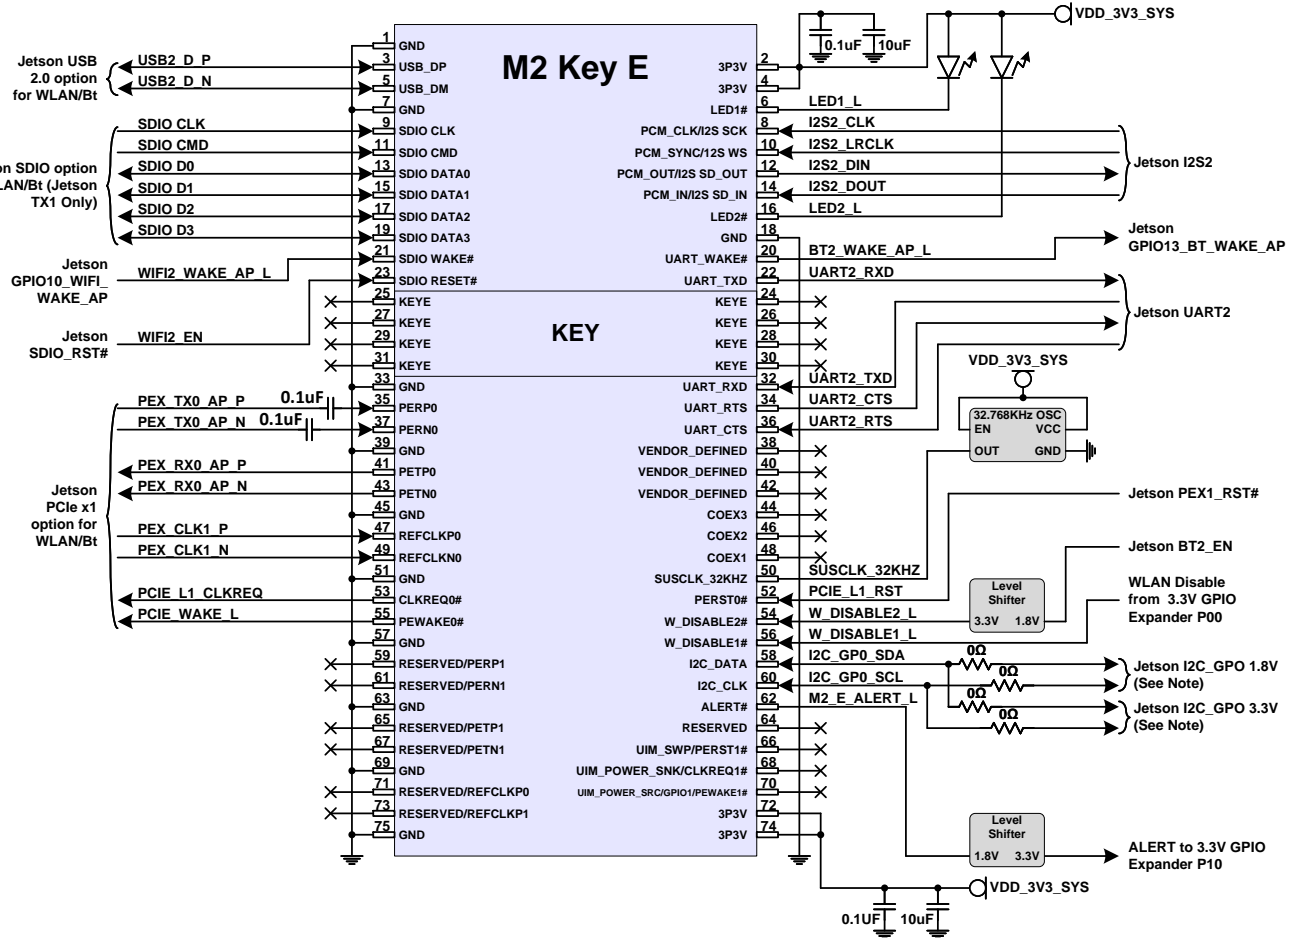 M2 Key E
KEY
Jetson USB
2.0 option
for WLAN/Bt
USB2_D_P
USB2_D_N
on SDIO option
LAN/Bt (Jetson
TX1 Only)
SDIO CLK
SDIO CMD
SDIO D0
SDIO D1
SDIO D2
SDIO D3
Jetson
GPIO10_WIFI_
WAKE_AP
WIFI2_WAKE_AP_L
Jetson
SDIO_RST#
WIFI2_EN
Jetson
PCIe x1
option for
WLAN/Bt
PEX_TX0_AP_P 0.1uF
PEX_TX0_AP_N 0.1uF
PEX_RX0_AP_P
PEX_RX0_AP_N
PEX_CLK1_P
PEX_CLK1_N
PCIE_L1_CLKREQ
PCIE_WAKE_L
1 GND
3 USB_DP
5 USB_DM
7 GND
9 SDIO CLK
11 SDIO CMD
13 SDIO DATA0
15 SDIO DATA1
17 SDIO DATA2
19 SDIO DATA3
21 SDIO WAKE#
23 SDIO RESET#
25 KEYE
27 KEYE
29 KEYE
31 KEYE
33 GND
35 PERP0
37 PERN0
39 GND
41 PETP0
43 PETN0
45 GND
47 REFCLKP0
49 REFCLKN0
51 GND
53 CLKREQ0#
55 PEWAKE0#
57 GND
59 RESERVED/PERP1
61 RESERVED/PERN1
63 GND
65 RESERVED/PETP1
67 RESERVED/PETN1
69 GND
71 RESERVED/REFCLKP0
73 RESERVED/REFCLKP1
75 GND
3P3V 2
3P3V 4
LED1# 6 LED1_L
PCM_CLK/I2S SCK 8 I2S2_CLK
PCM_SYNC/12S WS 10 I2S2_LRCLK
PCM_OUT/I2S SD_OUT 12 I2S2_DIN
PCM_IN/I2S SD_IN 14 I2S2_DOUT
LED2# 16 LED2_L
GND 18
UART_WAKE# 20 BT2_WAKE_AP_L
UART_TXD 22 UART2_RXD
KEYE 24
KEYE 26
KEYE 28
KEYE 30
UART_RXD 32 UART2_TXD
UART_RTS 34 UART2_CTS
UART_CTS 36 UART2_RTS
VENDOR_DEFINED 38
VENDOR_DEFINED 40
VENDOR_DEFINED 42
COEX3 44
COEX2 46
COEX1 48
SUSCLK_32KHZ 50 SUSCLK_32KHZ
PERST0# 52 PCIE_L1_RST
W_DISABLE2# 54 W_DISABLE2_L
W_DISABLE1# 56 W_DISABLE1_L
I2C_DATA 58 I2C_GP0_SDA
I2C_CLK 60 I2C_GP0_SCL
ALERT# 62 M2_E_ALERT_L
RESERVED 64
UIM_SWP/PERST1# 66
UIM_POWER_SNK/CLKREQ1# 68
UIM_POWER_SRC/GPIO1/PEWAKE1# 70
3P3V 72
3P3V 74
0.1uF 10uF
VDD_3V3_SYS
Jetson I2S2
Jetson
GPIO13_BT_WAKE_AP
Jetson UART2
VDD_3V3_SYS
32.768KHz OSC
EN VCC
OUT GND
Jetson PEX1_RST#
Jetson BT2_EN
Level
Shifter
3.3V 1.8V
WLAN Disable
from 3.3V GPIO
Expander P00
0Ω
0Ω
0Ω
0Ω
Jetson I2C_GPO 1.8V
(See Note)
Jetson I2C_GPO 3.3V
(See Note)
Level
Shifter
1.8V 3.3V
ALERT to 3.3V GPIO
Expander P10
VDD_3V3_SYS
0.1UF 10uF